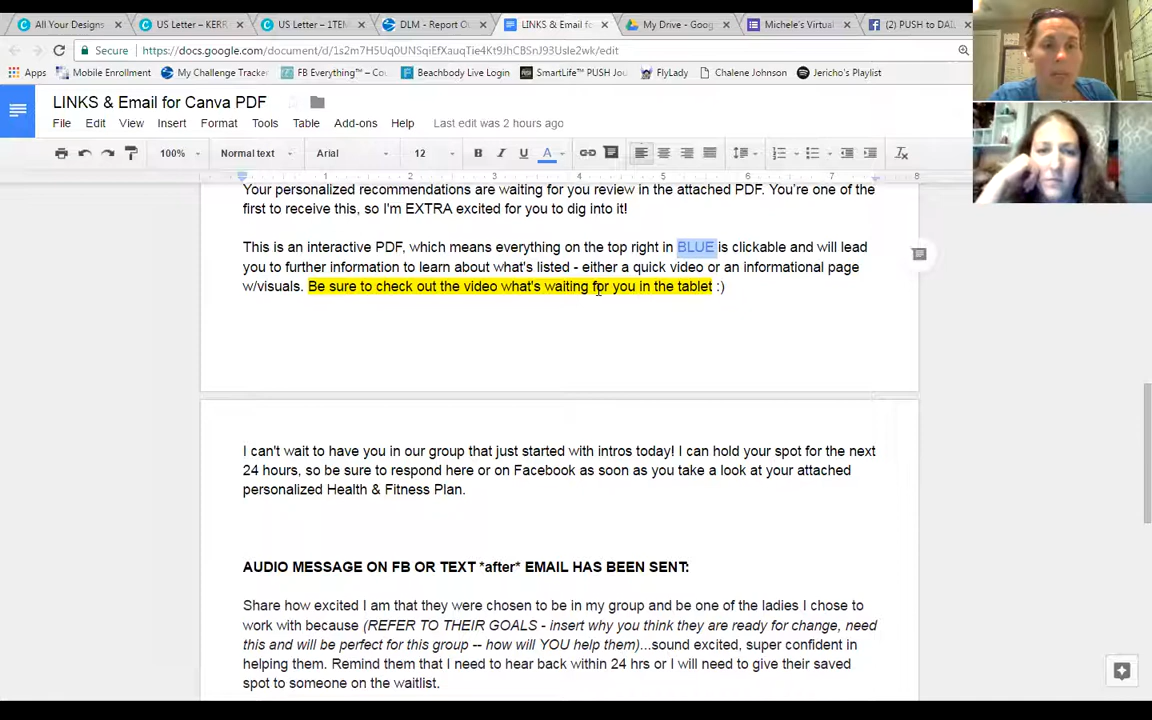 All Your Designs
US Letter – KERR
US Letter – 1TEM
DLM - Report O
LINKS & Email for
My Drive - Goog
Michele's Virtual
(2) PUSH to DAIL
Secure
https://docs.google.com/document/d/1s2m7H5Uq0UNSqiEfXauqTie4Kt9JhCBSnJ93Usle2wk/edit
Apps
Mobile Enrollment
My Challenge Tracker
FB Everything™ – Cou
Beachbody Live Login
SmartLife™ PUSH Jou
FlyLady
Chalene Johnson
Jericho's Playlist
LINKS & Email for Canva PDF
File Edit View Insert Format Tools Table Add-ons Help Last edit was 2 hours ago
100% Normal text Arial 12 B I U A
1 2 3 4 5 6 7
Your personalized recommendations are waiting for you review in the attached PDF. You're one of the
first to receive this, so I'm EXTRA excited for you to dig into it!
This is an interactive PDF, which means everything on the top right in BLUE is clickable and will lead
you to further information to learn about what's listed - either a quick video or an informational page
w/visuals. Be sure to check out the video what's waiting for you in the tablet :)
I can't wait to have you in our group that just started with intros today! I can hold your spot for the next
24 hours, so be sure to respond here or on Facebook as soon as you take a look at your attached
personalized Health & Fitness Plan.
AUDIO MESSAGE ON FB OR TEXT *after* EMAIL HAS BEEN SENT:
Share how excited I am that they were chosen to be in my group and be one of the ladies I chose to
work with because (REFER TO THEIR GOALS - insert why you think they are ready for change, need
this and will be perfect for this group -- how will YOU help them)...sound excited, super confident in
helping them. Remind them that I need to hear back within 24 hrs or I will need to give their saved
spot to someone on the waitlist.